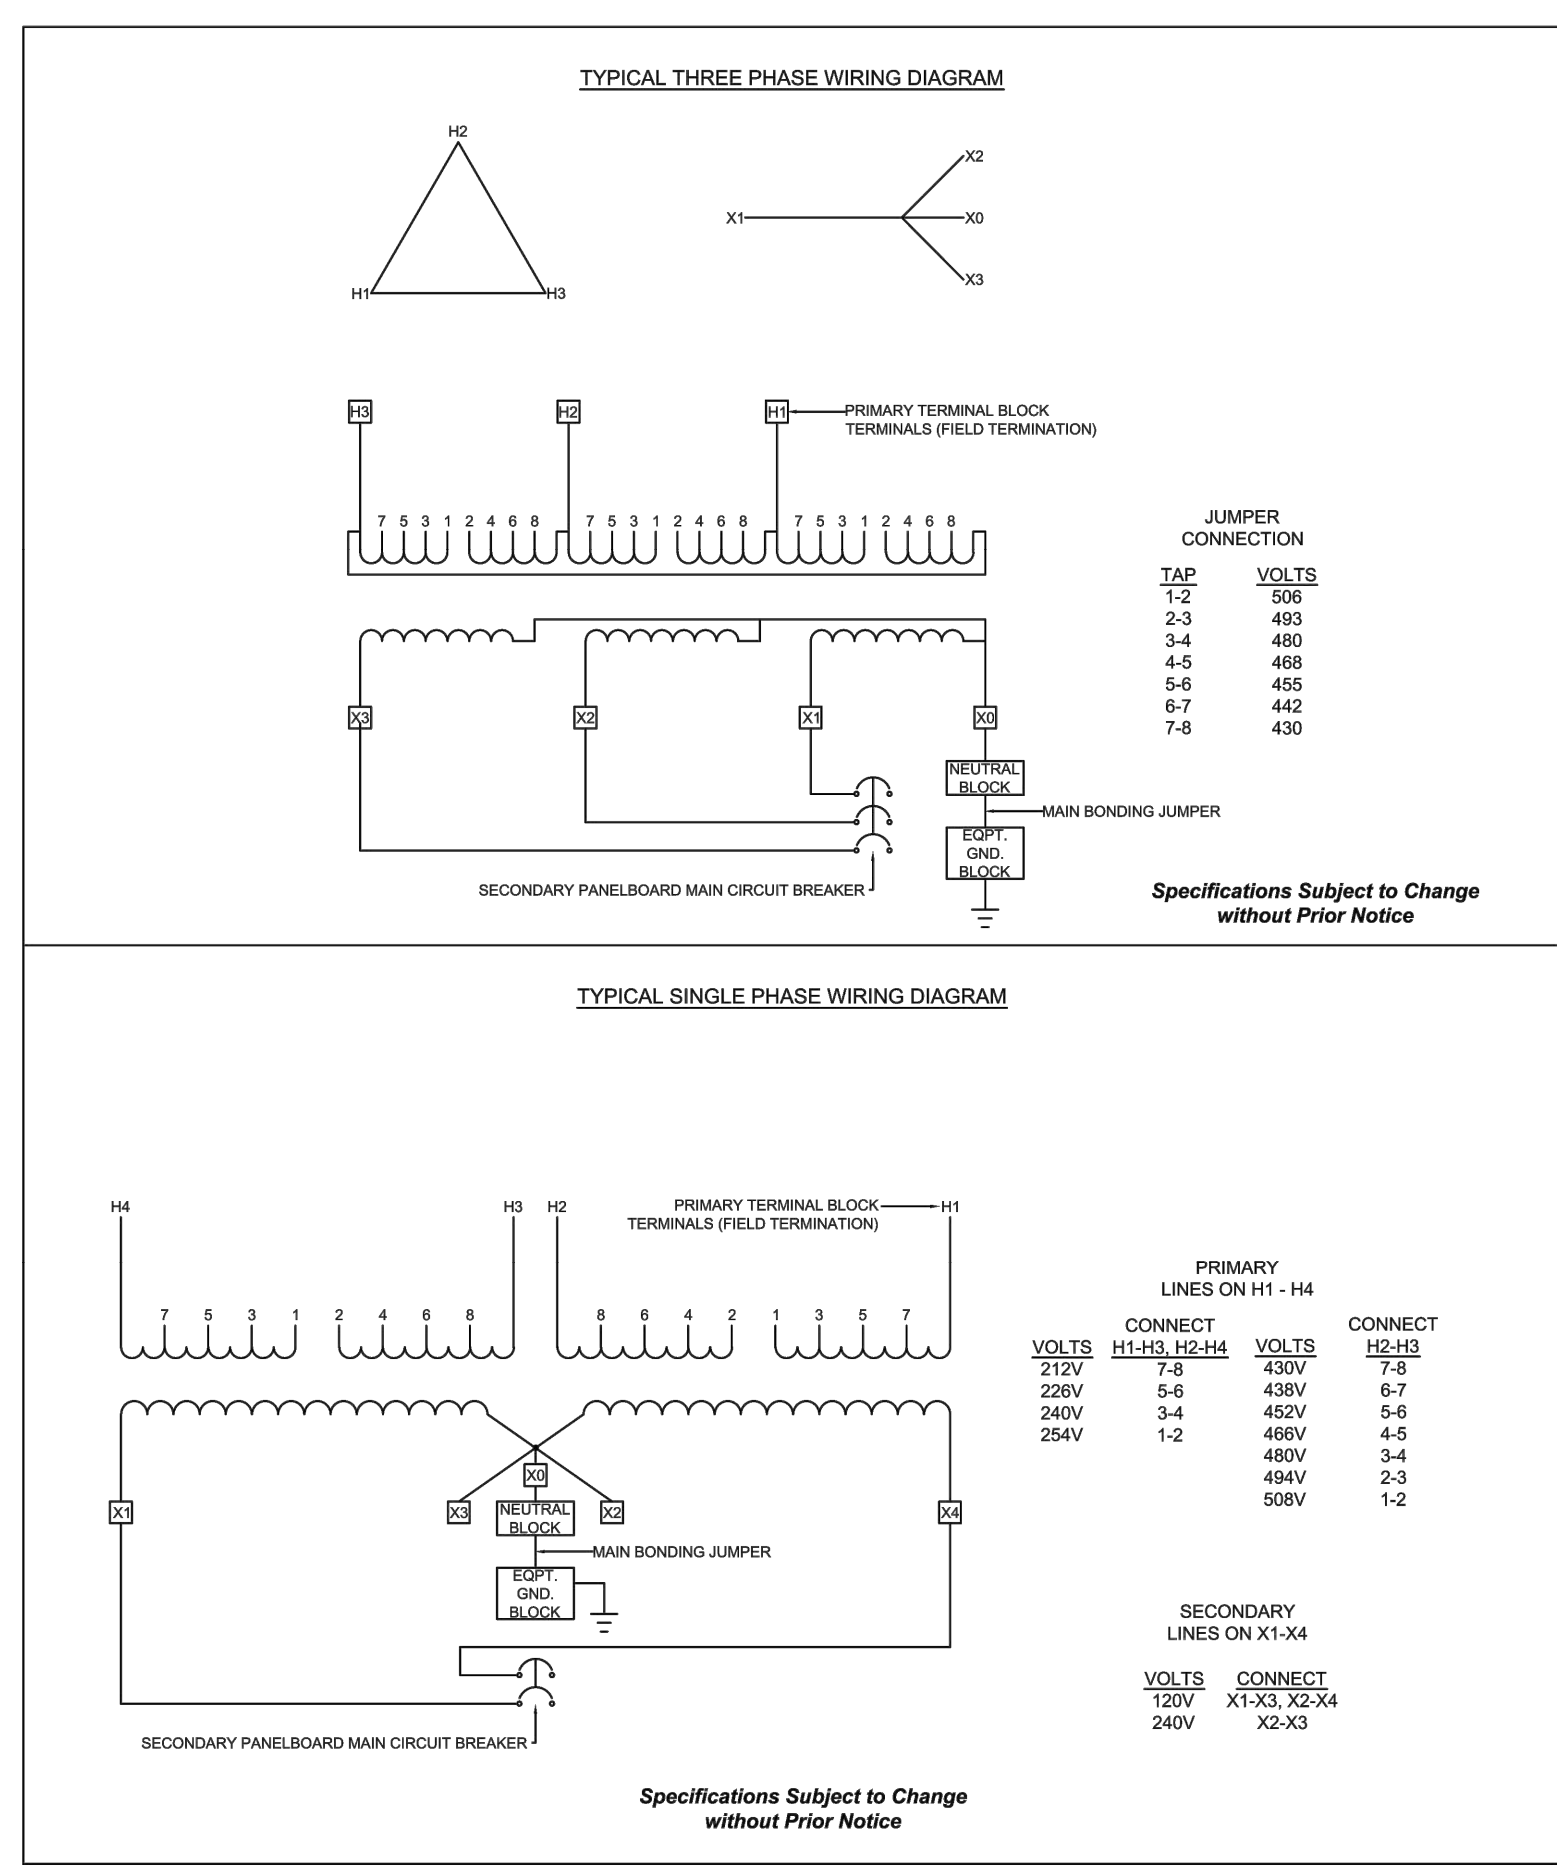 TYPICAL THREE PHASE WIRING DIAGRAM
H2
H1
H3
X2
X1
X0
X3
H3
H2
H1
PRIMARY TERMINAL BLOCK
TERMINALS (FIELD TERMINATION)
7 5 3 1 2 4 6 8 7 5 3 1 2 4 6 8 7 5 3 1 2 4 6 8
JUMPER
CONNECTION
TAP VOLTS
1-2 506
2-3 493
3-4 480
4-5 468
5-6 455
6-7 442
7-8 430
X3
X2
X1
X0
NEUTRAL
BLOCK
MAIN BONDING JUMPER
EQPT.
GND.
BLOCK
SECONDARY PANELBOARD MAIN CIRCUIT BREAKER
Specifications Subject to Change
without Prior Notice
TYPICAL SINGLE PHASE WIRING DIAGRAM
H4
H3
H2
PRIMARY TERMINAL BLOCK
TERMINALS (FIELD TERMINATION)
H1
7 5 3 1 2 4 6 8 8 6 4 2 1 3 5 7
PRIMARY
LINES ON H1 - H4
CONNECT CONNECT
VOLTS H1-H3, H2-H4 VOLTS H2-H3
212V 7-8 430V 7-8
226V 5-6 438V 6-7
240V 3-4 452V 5-6
254V 1-2 466V 4-5
480V 3-4
494V 2-3
508V 1-2
X0
X1
X3
NEUTRAL
BLOCK
X2
X4
MAIN BONDING JUMPER
EQPT.
GND.
BLOCK
SECONDARY
LINES ON X1-X4
VOLTS CONNECT
120V X1-X3, X2-X4
240V X2-X3
SECONDARY PANELBOARD MAIN CIRCUIT BREAKER
Specifications Subject to Change
without Prior Notice